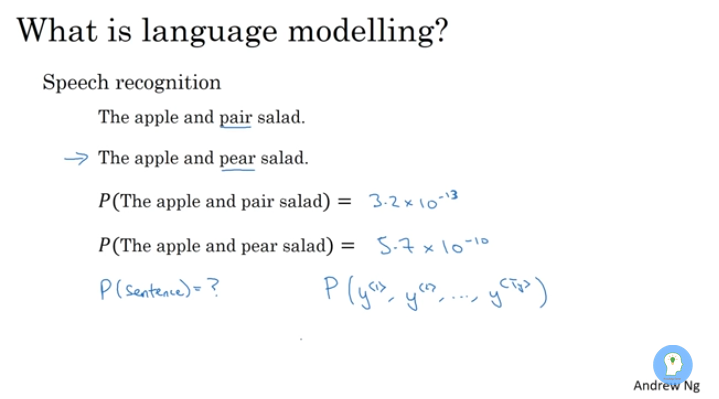 What is language modelling?
Speech recognition
The apple and pair salad.
→ The apple and pear salad.
P(The apple and pair salad) = 3.2 × 10⁻¹³
P(The apple and pear salad) = 5.7 × 10⁻¹⁰
P(sentence) = ? P(y<1>, y<2>, ..., y<Ty>)
Andrew Ng